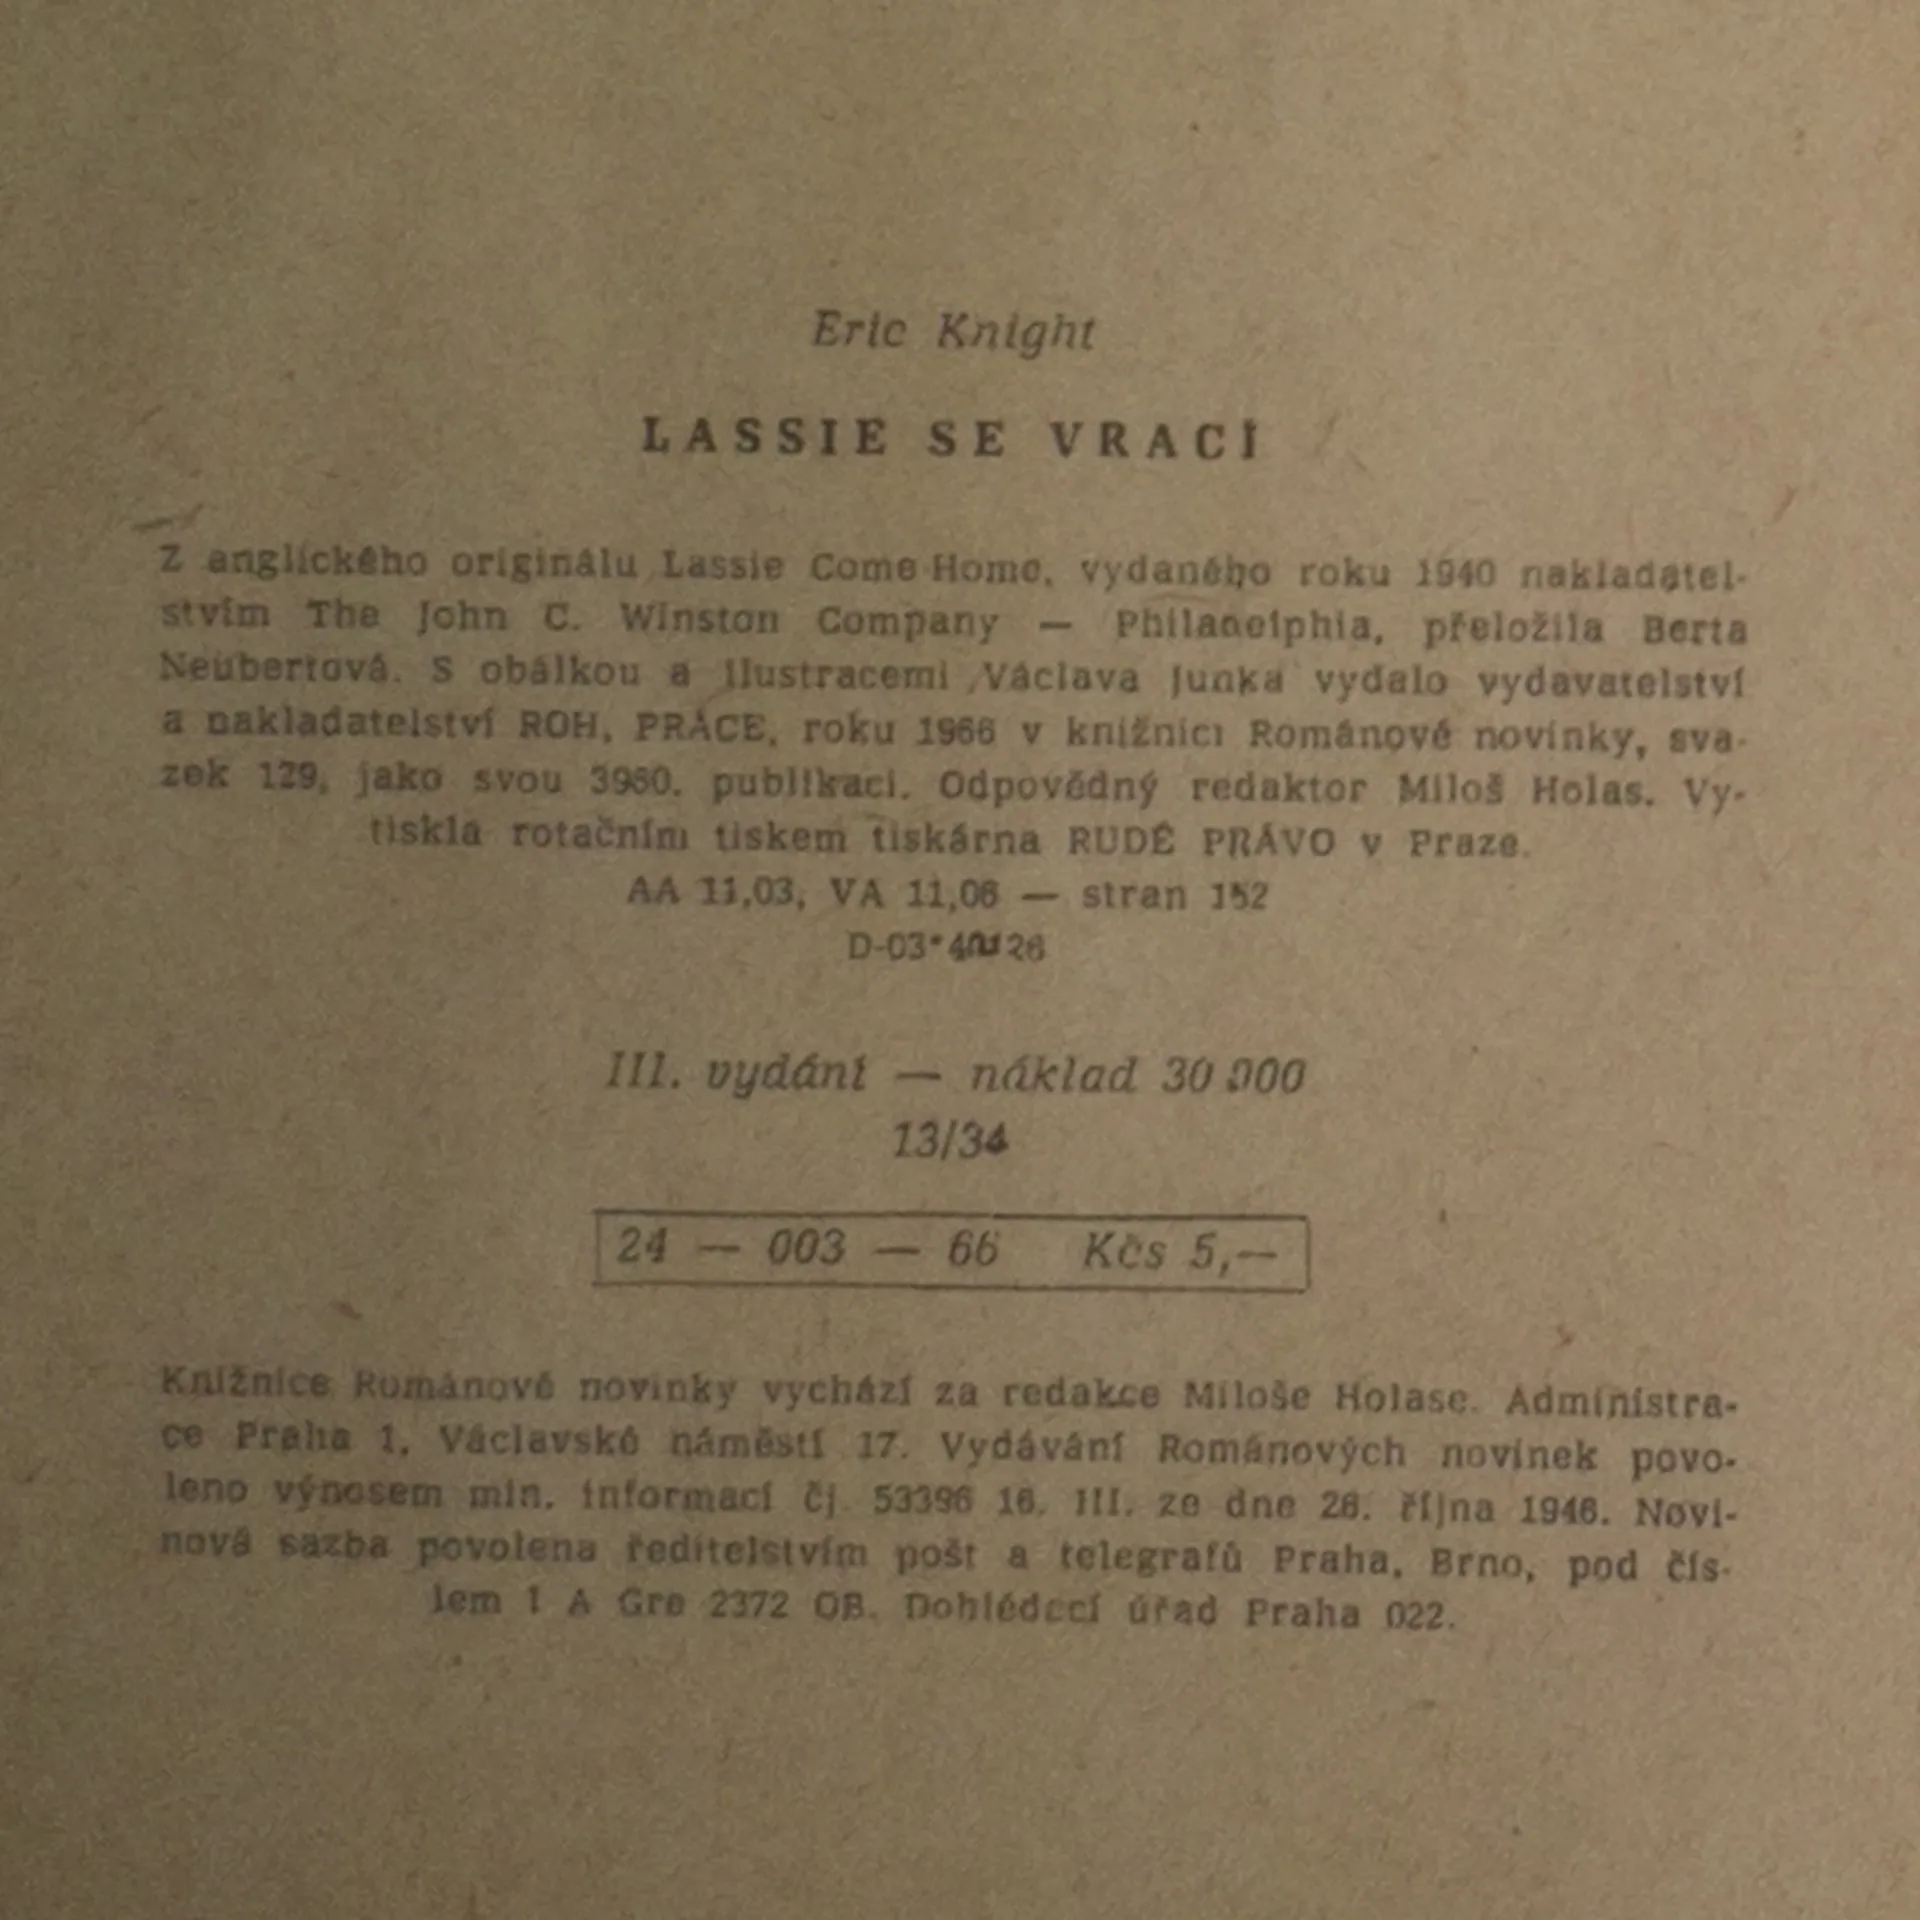 Eric Knight
LASSIE SE VRACÍ
Z anglického originálu Lassie Come Home, vydaného roku 1940 nakladatel-
stvím The John C. Winston Company — Philadelphia, přeložila Berta
Neubertová. S obálkou a ilustracemi Václava Junka vydalo vydavatelství
a nakladatelství ROH, PRÁCE, roku 1966 v knižnici Románové novinky, sva-
zek 129, jako svou 3960. publikaci. Odpovědný redaktor Miloš Holas. Vy-
tiskla rotačním tiskem tiskárna RUDÉ PRÁVO v Praze.
AA 11,03, VA 11,06 — stran 152
III. vydání — náklad 30 000
13/34
24 — 003 — 66 Kčs 5,—
Knižnice Románové novinky vychází za redakce Miloše Holase. Administra-
ce Praha 1, Václavské náměstí 17. Vydávání Románových novinek povo-
leno výnosem min. informací čj. 53396 16. III. ze dne 26. října 1946. Novi-
nová sazba povolena ředitelstvím pošt a telegrafů Praha, Brno, pod čís-
lem 1 A Gre 2372 OB. Dohlédací úřad Praha 022.